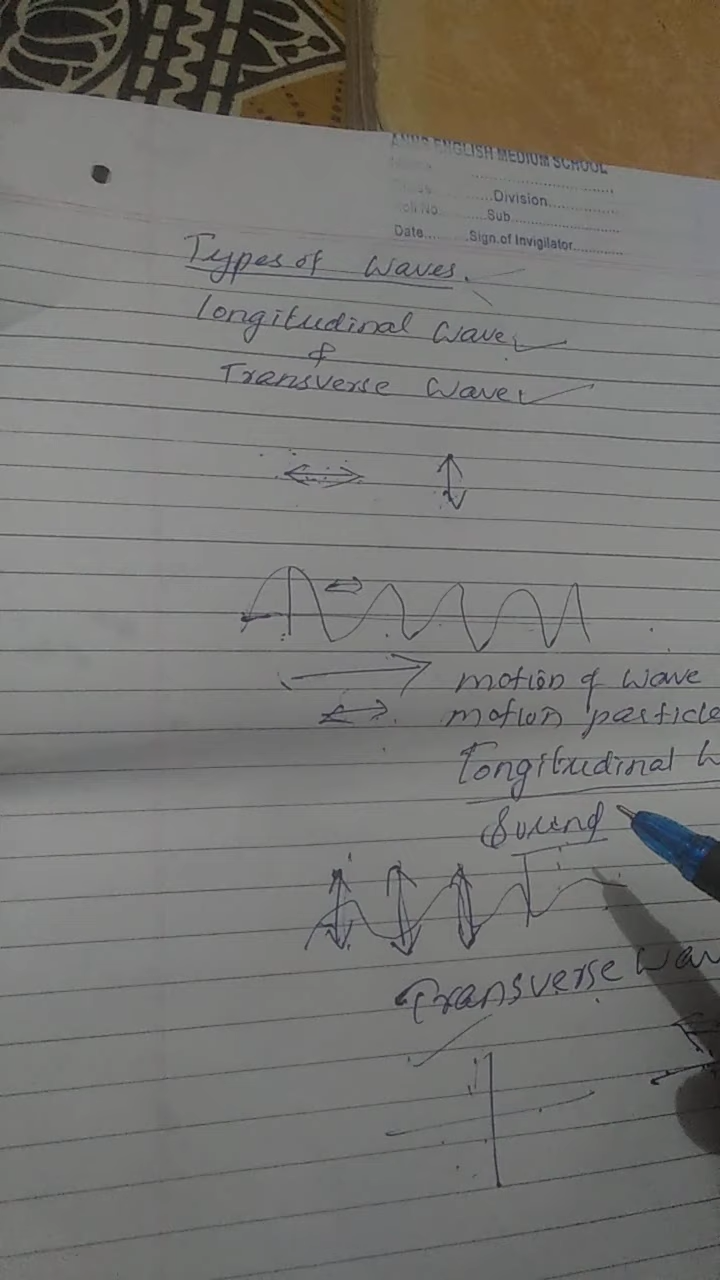 ENGLISH MEDIUM SCHOOL
Division
Sub
Date Sign.of Invigilator
Types of Waves.
Longitudinal Wave
&
Transverse Wave
motion of wave
motion particle
Longitudinal W
Sound
Transverse Wav